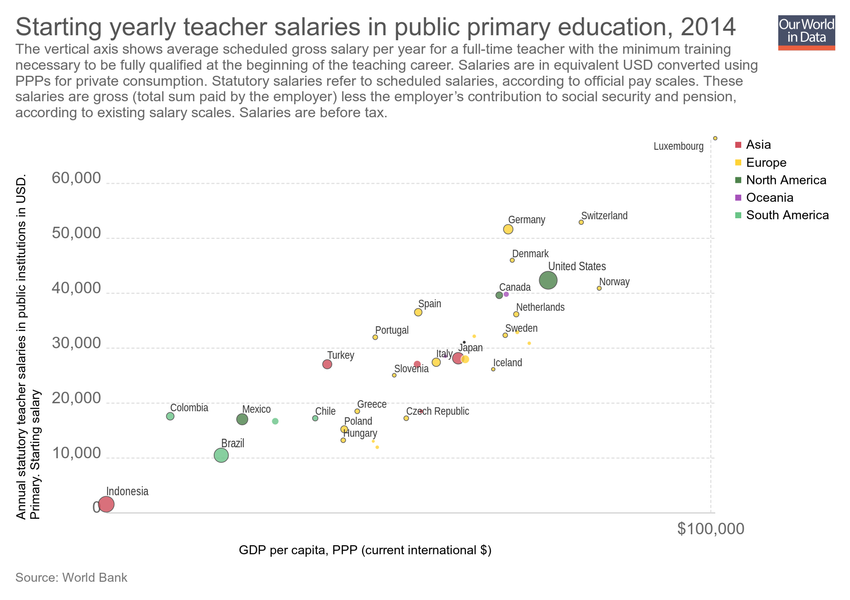 Starting yearly teacher salaries in public primary education, 2014
Our World
in Data
The vertical axis shows average scheduled gross salary per year for a full-time teacher with the minimum training
necessary to be fully qualified at the beginning of the teaching career. Salaries are in equivalent USD converted using
PPPs for private consumption. Statutory salaries refer to scheduled salaries, according to official pay scales. These
salaries are gross (total sum paid by the employer) less the employer's contribution to social security and pension,
according to existing salary scales. Salaries are before tax.
Luxembourg
Asia
Europe
North America
Oceania
South America
60,000
50,000
40,000
30,000
20,000
10,000
0
Annual statutory teacher salaries in public institutions in USD.
Primary. Starting salary
Germany
Switzerland
Denmark
United States
Norway
Canada
Spain
Netherlands
Portugal
Sweden
Turkey
Italy
Japan
Slovenia
Iceland
Colombia
Mexico
Chile
Greece
Czech Republic
Poland
Hungary
Brazil
Indonesia
$100,000
GDP per capita, PPP (current international $)
Source: World Bank